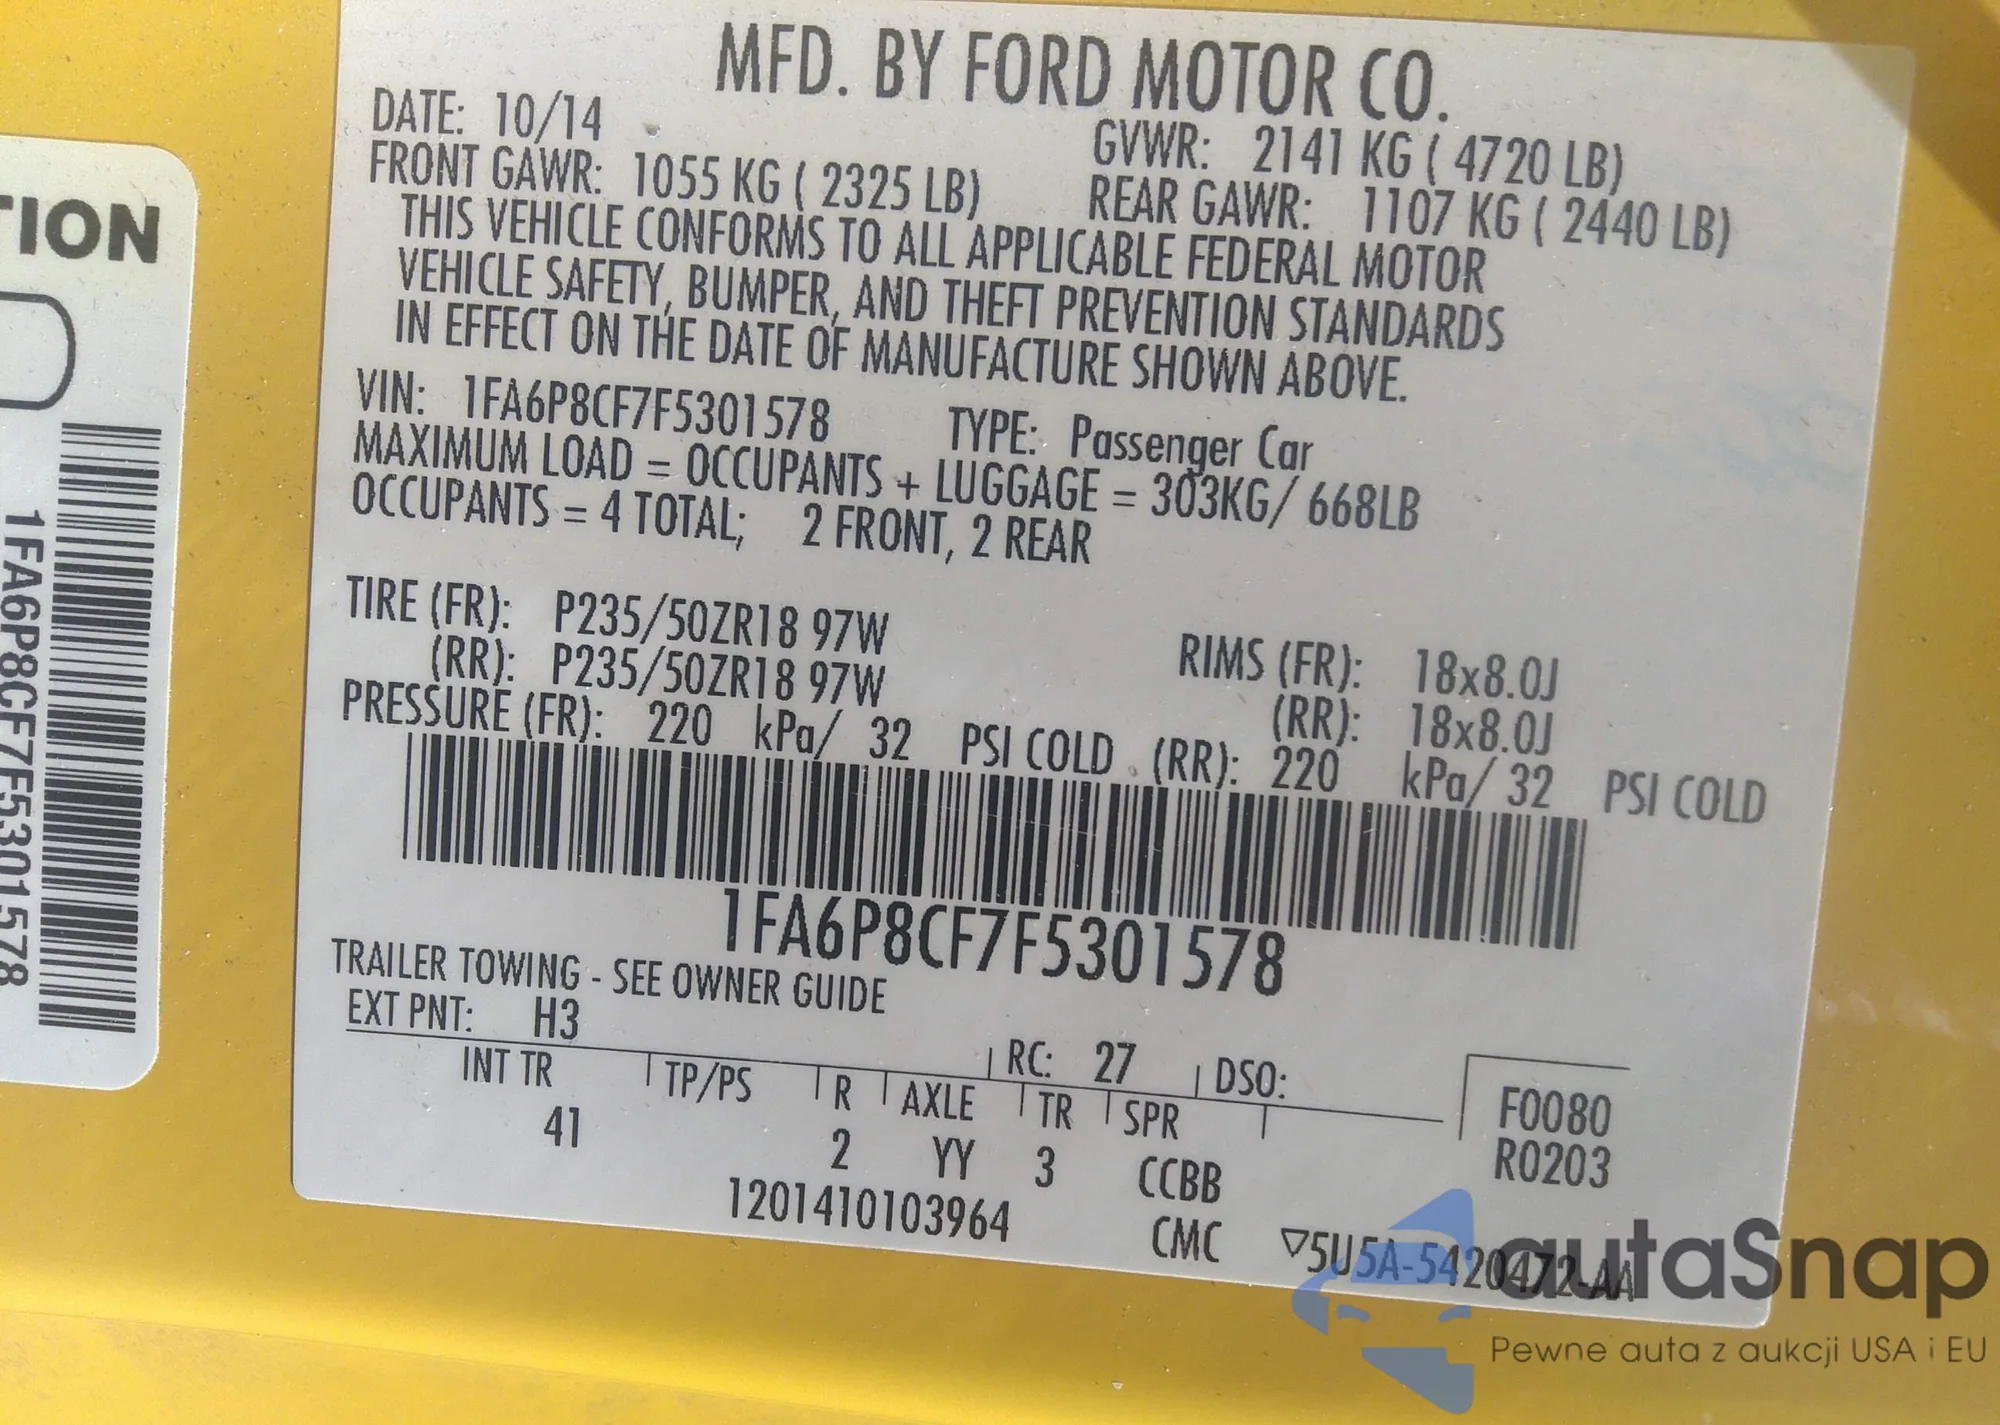 MFD. BY FORD MOTOR CO.
DATE: 10/14 GVWR: 2141 KG ( 4720 LB)
FRONT GAWR: 1055 KG ( 2325 LB) REAR GAWR: 1107 KG ( 2440 LB)
THIS VEHICLE CONFORMS TO ALL APPLICABLE FEDERAL MOTOR
VEHICLE SAFETY, BUMPER, AND THEFT PREVENTION STANDARDS
IN EFFECT ON THE DATE OF MANUFACTURE SHOWN ABOVE.
VIN: 1FA6P8CF7F5301578 TYPE: Passenger Car
MAXIMUM LOAD = OCCUPANTS + LUGGAGE = 303KG/ 668LB
OCCUPANTS = 4 TOTAL; 2 FRONT, 2 REAR
TIRE (FR): P235/50ZR18 97W RIMS (FR): 18x8.0J
(RR): P235/50ZR18 97W (RR): 18x8.0J
PRESSURE (FR): 220 kPa/ 32 PSI COLD (RR): 220 kPa/ 32 PSI COLD
1FA6P8CF7F5301578
TRAILER TOWING - SEE OWNER GUIDE
EXT PNT: H3 RC: 27 DSO:
INT TR TP/PS R AXLE TR SPR
41 2 YY 3 CCBB
F0080
R0203
1201410103964 CMC ▽5U5A-5420472-AA
TION
1FA6P8CF7F5301578
autaSnap
Pewne auta z aukcji USA i EU